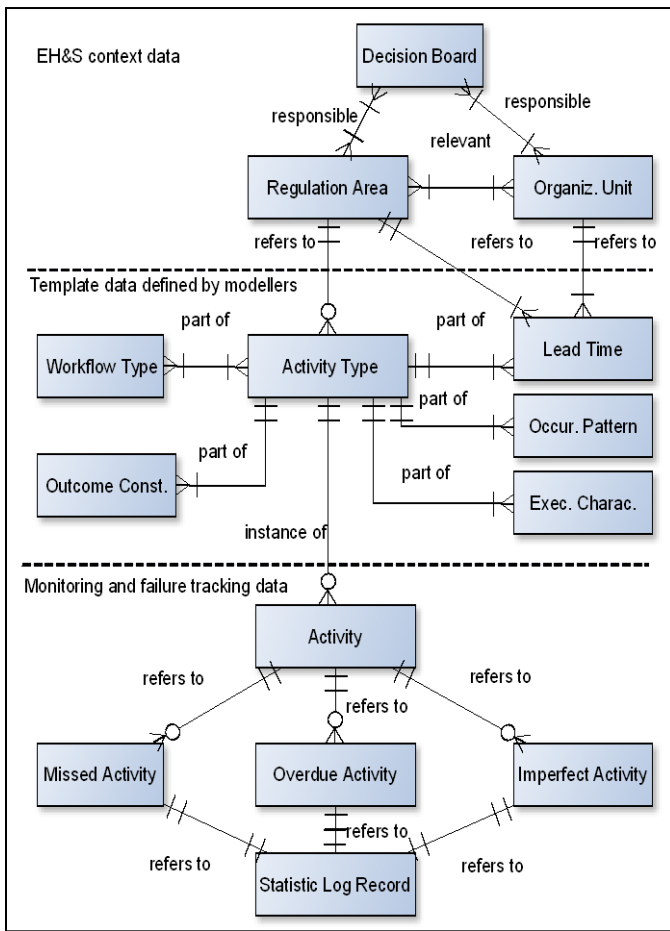 EH&S context data
Decision Board
responsible
responsible
relevant
Regulation Area
Organiz. Unit
refers to
refers to
refers to
Template data defined by modellers
part of
part of
Workflow Type
Activity Type
Lead Time
part of
Occur. Pattern
part of
part of
Outcome Const.
Exec. Charac.
instance of
Monitoring and failure tracking data
Activity
refers to
refers to
refers to
Missed Activity
Overdue Activity
Imperfect Activity
refers to
refers to
refers to
Statistic Log Record